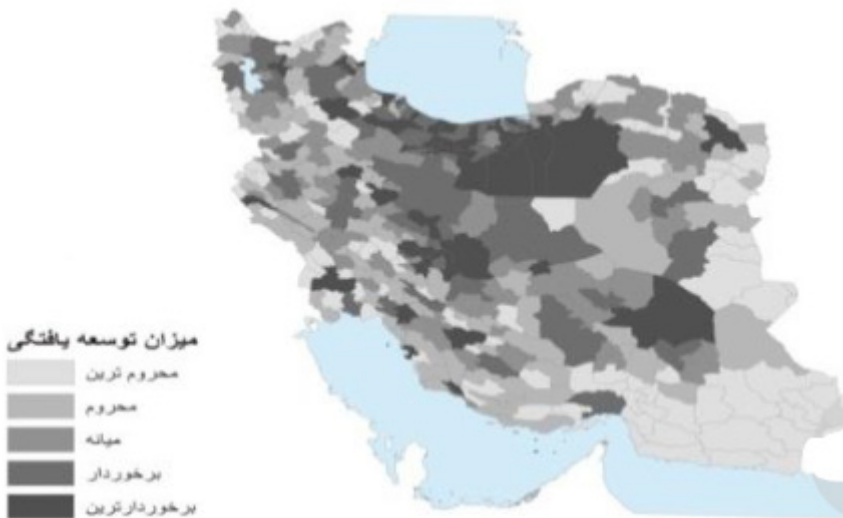 میزان توسعه یافتگی
محروم ترین
محروم
میانه
برخوردار
برخوردارترین